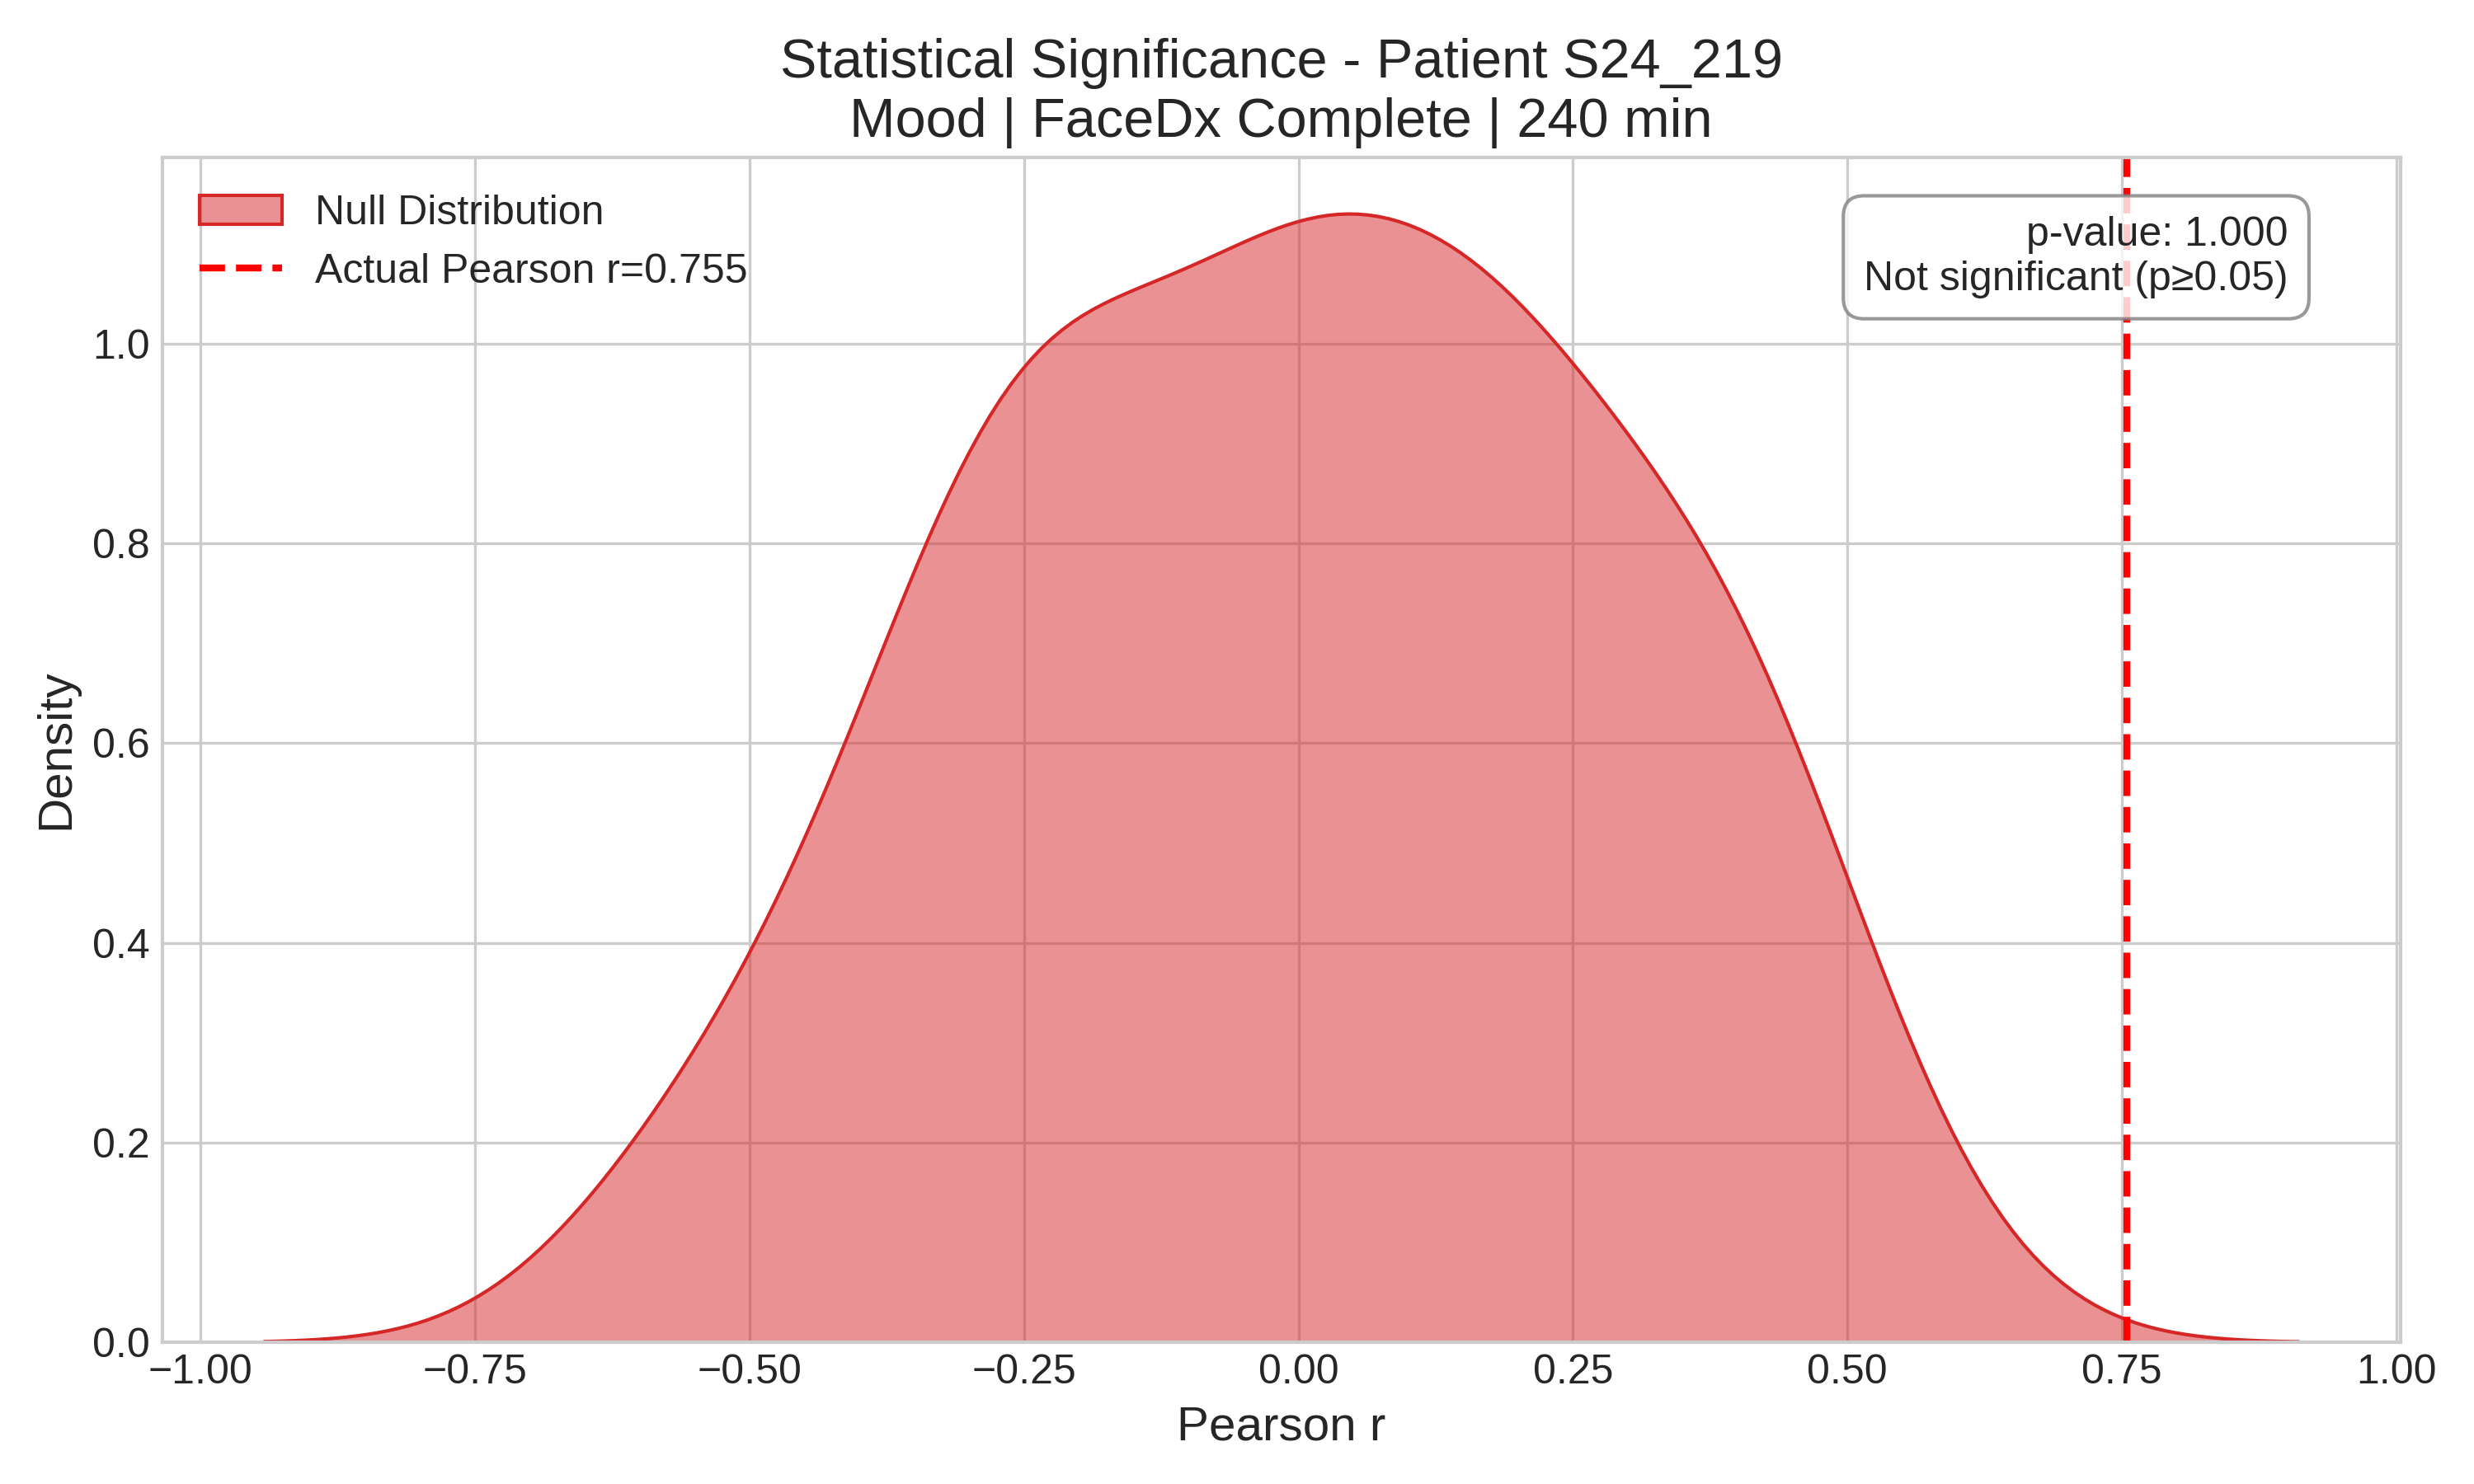 Statistical Significance - Patient S24_219
Mood | FaceDx Complete | 240 min
Null Distribution
Actual Pearson r=0.755
p-value: 1.000
Not significant (p≥0.05)
Density
1.0
0.8
0.6
0.4
0.2
0.0
−1.00 −0.75 −0.50 −0.25 0.00 0.25 0.50 0.75 1.00
Pearson r